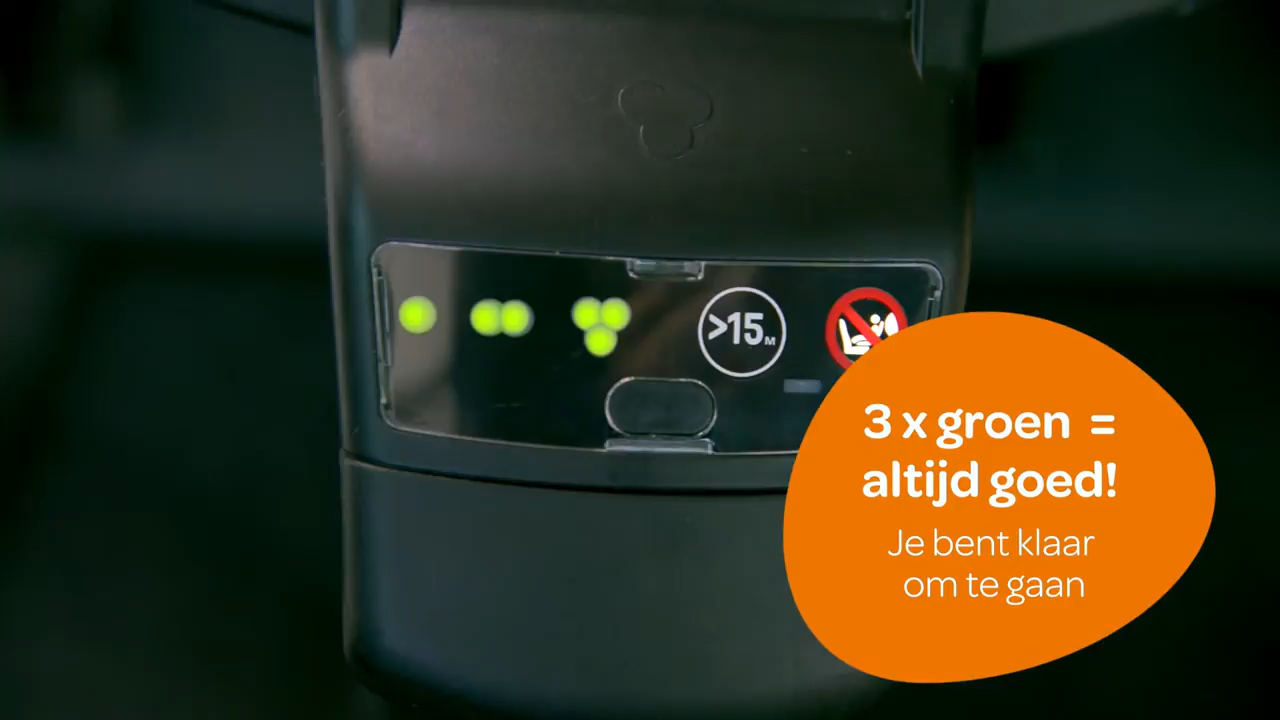 >15M
3 x groen =
altijd goed!
Je bent klaar
om te gaan